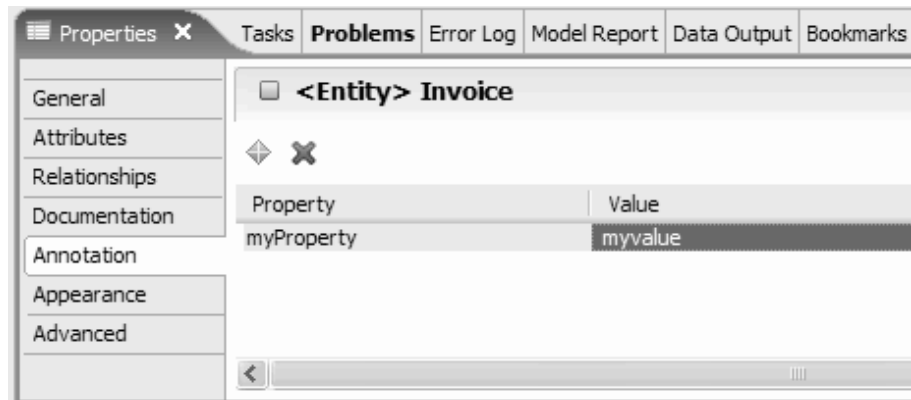 Properties Tasks Problems Error Log Model Report Data Output Bookmarks
General
Attributes
Relationships
Documentation
Annotation
Appearance
Advanced
<Entity> Invoice
Property Value
myProperty myvalue